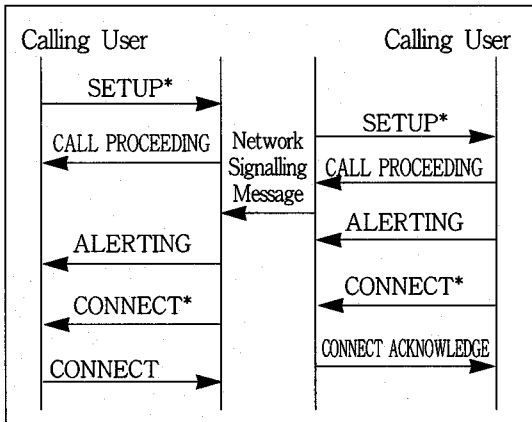 Calling User
Calling User
SETUP*
SETUP*
CALL PROCEEDING
Network
Signalling
Message
CALL PROCEEDING
ALERTING
ALERTING
CONNECT*
CONNECT*
CONNECT ACKNOWLEDGE
CONNECT